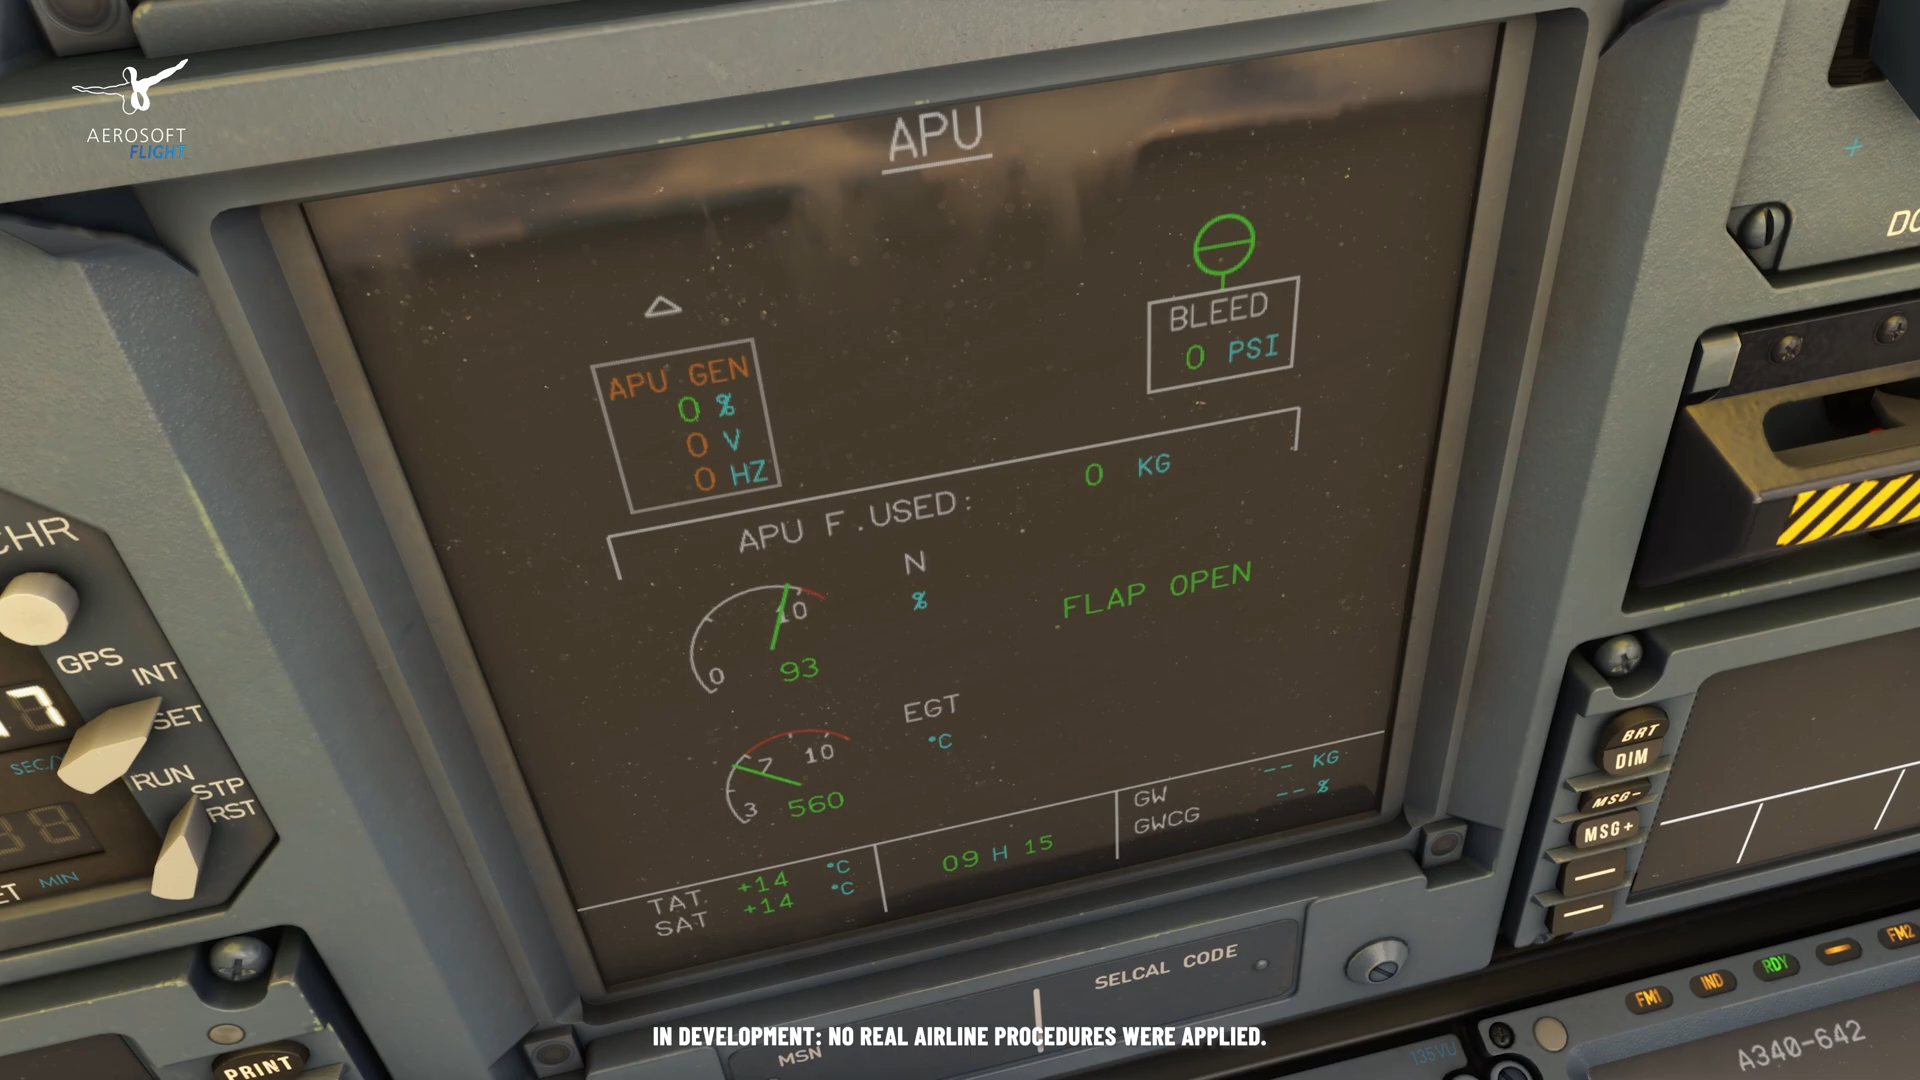 AEROSOFT
FLIGHT
APU
BLEED
0 PSI
APU GEN
0 %
0 V
0 HZ
APU F.USED: 0 KG
N
%
FLAP OPEN
10
0
93
EGT
°C
7 10
3
560
GW -- KG
GWCG -- %
09 H 15
TAT +14 °C
SAT +14 °C
CHR
GPS
INT
SET
RUN
STP
RST
MIN
PRINT
BRT
DIM
MSG-
MSG+
SELCAL CODE
MSN
FM1
IND
RDY
FM2
135VU
A340-642
IN DEVELOPMENT: NO REAL AIRLINE PROCEDURES WERE APPLIED.